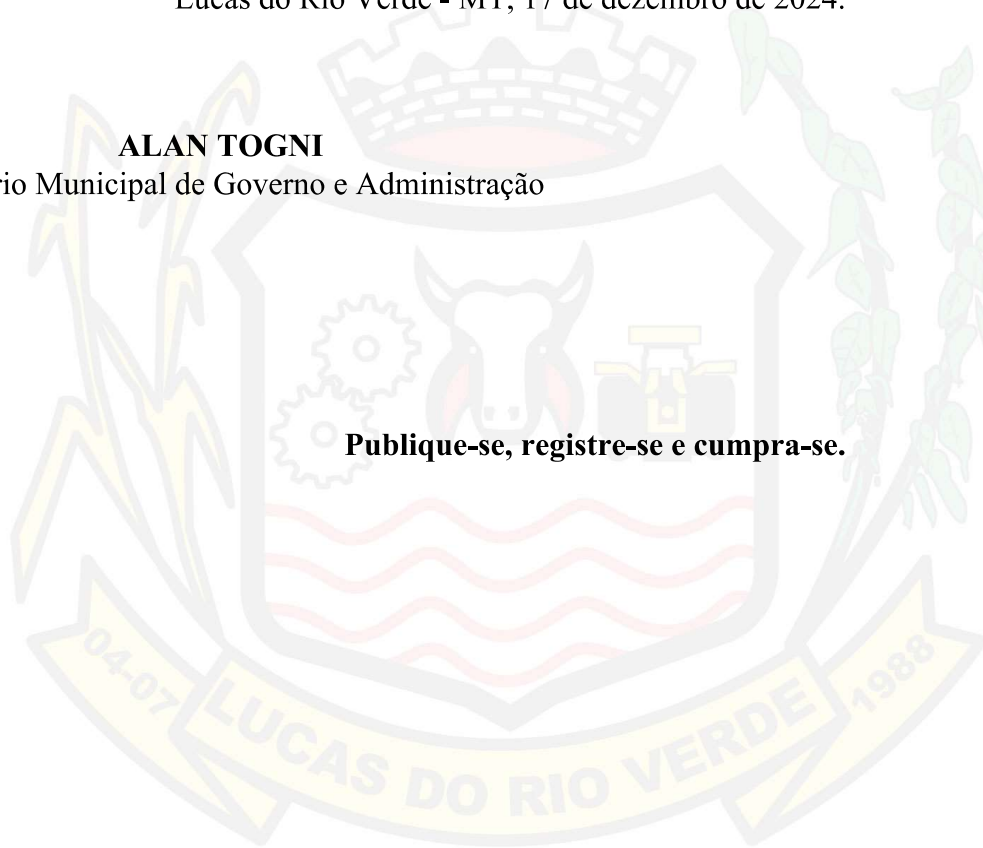 Lucas do Rio Verde - MT, 17 de dezembro de 2024.
ALAN TOGNI
rio Municipal de Governo e Administração
Publique-se, registre-se e cumpra-se.
04-07
LUCAS DO RIO VERDE
1988